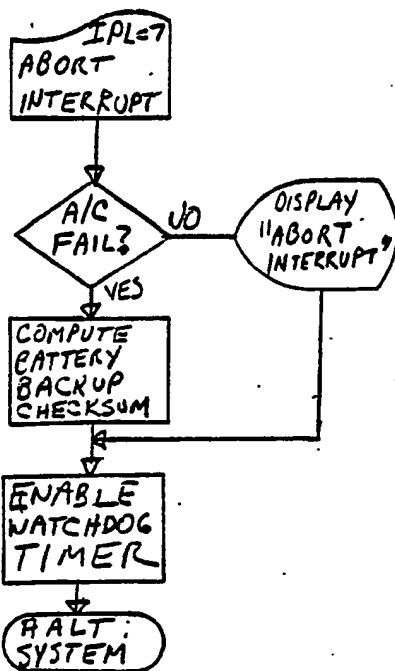 IPL=7
ABORT
INTERRUPT
A/C
FAIL?
NO
DISPLAY
"ABORT
INTERRUPT"
YES
COMPUTE
BATTERY
BACKUP
CHECKSUM
ENABLE
WATCHDOG
TIMER
HALT
SYSTEM